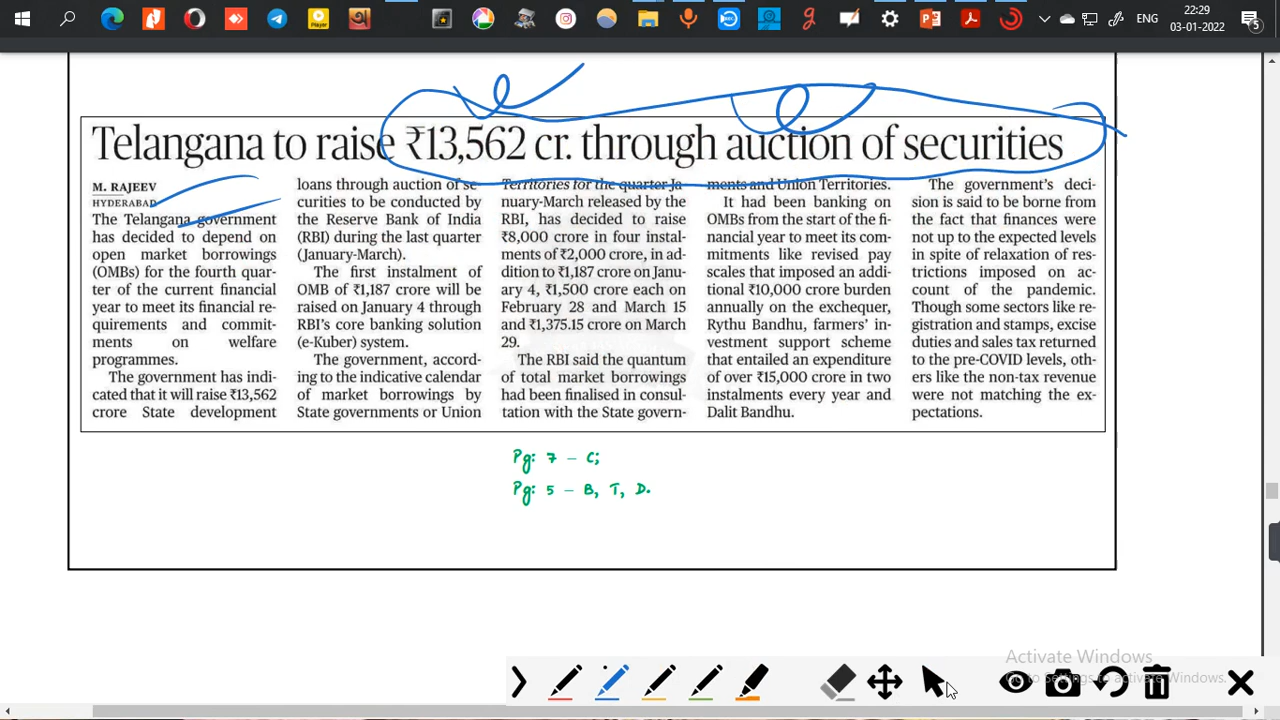 22:29
ENG
03-01-2022
5
Telangana to raise ₹13,562 cr. through auction of securities
M. RAJEEV
HYDERABAD
The Telangana government
has decided to depend on
open market borrowings
(OMBs) for the fourth quar-
ter of the current financial
year to meet its financial re-
quirements and commit-
ments on welfare
programmes.
The government has indi-
cated that it will raise ₹13,562
crore State development
loans through auction of se-
curities to be conducted by
the Reserve Bank of India
(RBI) during the last quarter
(January-March).
The first instalment of
OMB of ₹1,187 crore will be
raised on January 4 through
RBI's core banking solution
(e-Kuber) system.
The government, accord-
ing to the indicative calendar
of market borrowings by
State governments or Union
Territories for the quarter Ja-
nuary-March released by the
RBI, has decided to raise
₹8,000 crore in four instal-
ments of ₹2,000 crore, in ad-
dition to ₹1,187 crore on Janu-
ary 4, ₹1,500 crore each on
February 28 and March 15
and ₹1,375.15 crore on March
29.
The RBI said the quantum
of total market borrowings
had been finalised in consul-
tation with the State govern-
ments and Union Territories.
It had been banking on
OMBs from the start of the fi-
nancial year to meet its com-
mitments like revised pay
scales that imposed an addi-
tional ₹10,000 crore burden
annually on the exchequer,
Rythu Bandhu, farmers' in-
vestment support scheme
that entailed an expenditure
of over ₹15,000 crore in two
instalments every year and
Dalit Bandhu.
The government's deci-
sion is said to be borne from
the fact that finances were
not up to the expected levels
in spite of relaxation of res-
trictions imposed on ac-
count of the pandemic.
Though some sectors like re-
gistration and stamps, excise
duties and sales tax returned
to the pre-COVID levels, oth-
ers like the non-tax revenue
were not matching the ex-
pectations.
Pg: 7 – C;
Pg: 5 – B, T, D.
Activate Windows
Go to Settings to activate Windows.